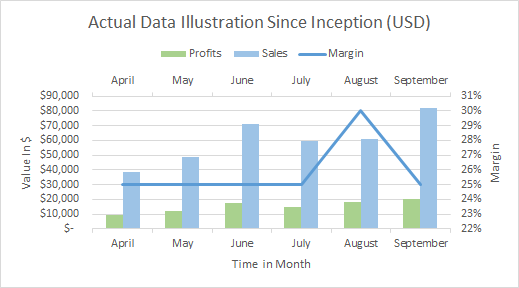 Actual Data Illustration Since Inception (USD)
Profits Sales Margin
April May June July August September
$90,000 31%
$80,000 30%
$70,000 29%
$60,000 28%
$50,000 27%
$40,000 26%
$30,000 25%
$20,000 24%
$10,000 23%
$- 22%
Value in $
Margin
April May June July August September
Time in Month